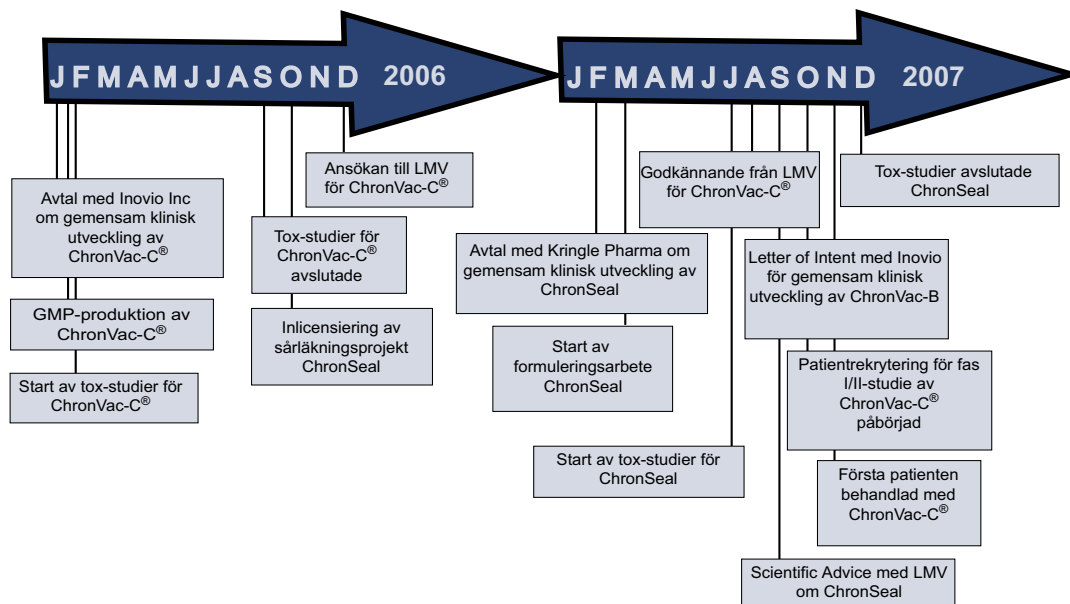 JFMAMJJASOND 2006
JFMAMJJASOND 2007
Avtal med Inovio Inc
om gemensam klinisk
utveckling av
ChronVac-C®
GMP-produktion av
ChronVac-C®
Start av tox-studier för
ChronVac-C®
Ansökan till LMV
för ChronVac-C®
Tox-studier för
ChronVac-C®
avslutade
Inlicensiering av
sårläkningsprojekt
ChronSeal
Avtal med Kringle Pharma om
gemensam klinisk utveckling av
ChronSeal
Start av
formuleringsarbete
ChronSeal
Start av tox-studier för
ChronSeal
Godkännande från LMV
för ChronVac-C®
Tox-studier avslutade
ChronSeal
Letter of Intent med Inovio
för gemensam klinisk
utveckling av ChronVac-B
Patientrekrytering för fas
I/II-studie av
ChronVac-C®
påbörjad
Första patienten
behandlad med
ChronVac-C®
Scientific Advice med LMV
om ChronSeal